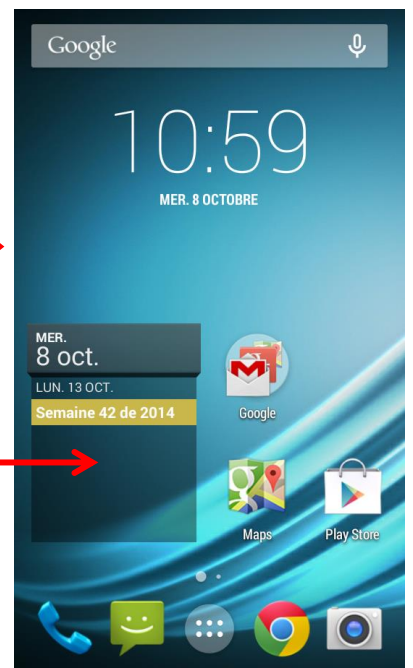 Google
10:59
MER. 8 OCTOBRE
MER.
8 oct.
LUN. 13 OCT.
Semaine 42 de 2014
Google
Maps
Play Store